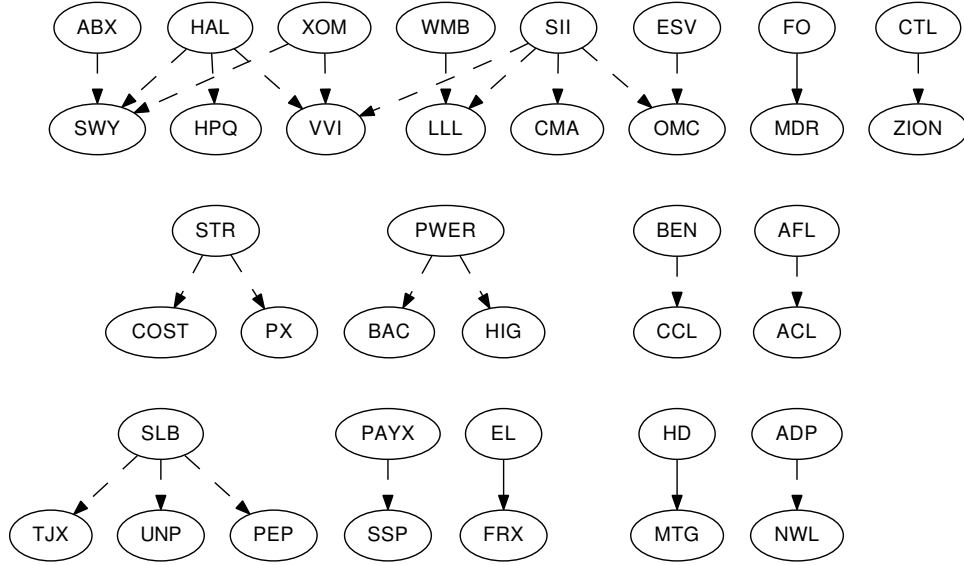 ABX HAL XOM WMB SII ESV FO CTL
SWY HPQ VVI LLL CMA OMC MDR ZION
STR PWER BEN AFL
COST PX BAC HIG CCL ACL
SLB PAYX EL HD ADP
TJX UNP PEP SSP FRX MTG NWL